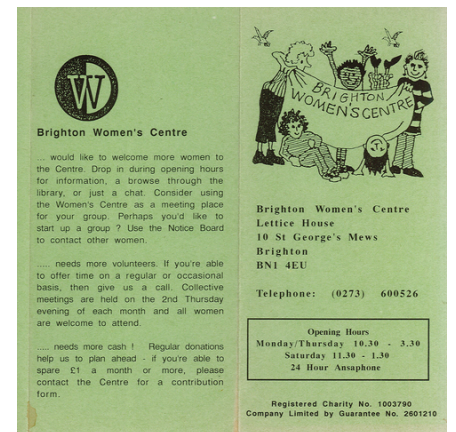 W
Brighton Women's Centre
... would like to welcome more women to
the Centre. Drop in during opening hours
for information, a browse through the
library, or just a chat. Consider using
the Women's Centre as a meeting place
for your group. Perhaps you'd like to
start up a group ? Use the Notice Board
to contact other women.
..... needs more volunteers. If you're able
to offer time on a regular or occasional
basis, then give us a call. Collective
meetings are held on the 2nd Thursday
evening of each month and all women
are welcome to attend.
..... needs more cash ! Regular donations
help us to plan ahead - if you're able to
spare £1 a month or more, please
contact the Centre for a contribution
form.
BRIGHTON
WOMEN'S CENTRE
Brighton Women's Centre
Lettice House
10 St George's Mews
Brighton
BN1 4EU
Telephone: (0273) 600526
Opening Hours
Monday/Thursday 10.30 - 3.30
Saturday 11.30 - 1.30
24 Hour Ansaphone
Registered Charity No. 1003790
Company Limited by Guarantee No. 2601210